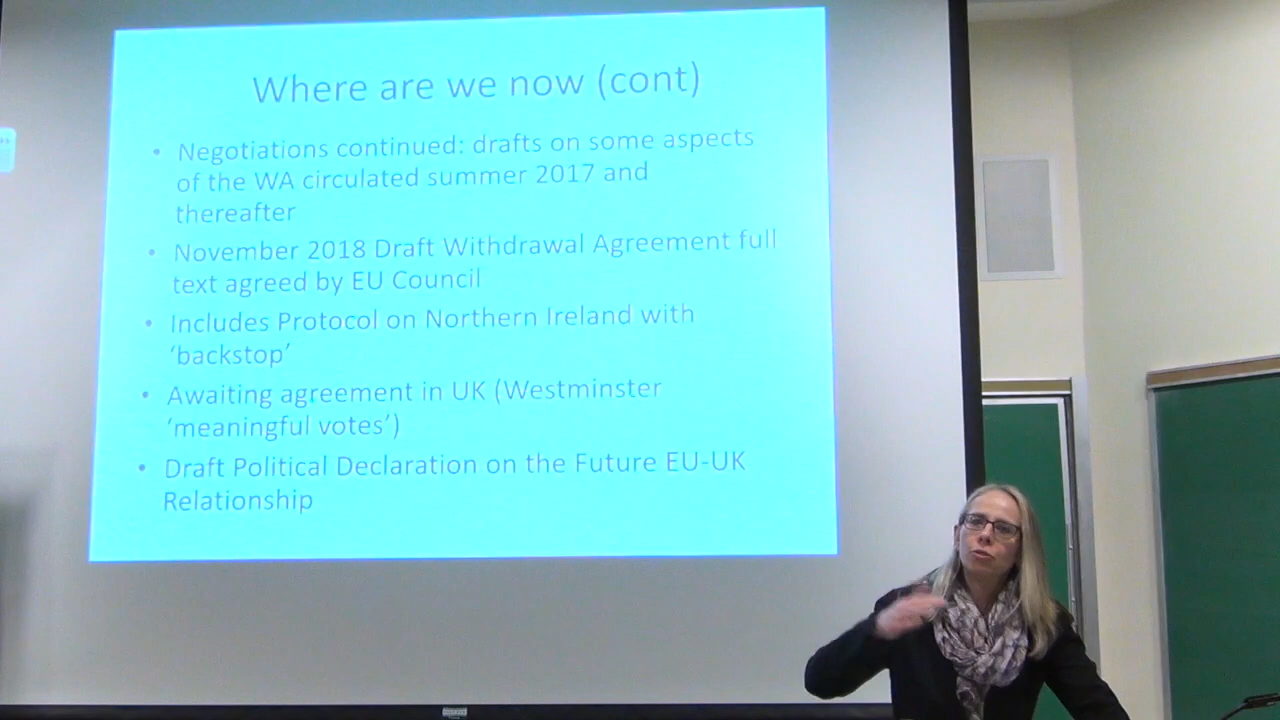 Where are we now (cont)
• Negotiations continued: drafts on some aspects
of the WA circulated summer 2017 and
thereafter
• November 2018 Draft Withdrawal Agreement full
text agreed by EU Council
• Includes Protocol on Northern Ireland with
‘backstop’
• Awaiting agreement in UK (Westminster
‘meaningful votes’)
• Draft Political Declaration on the Future EU-UK
Relationship